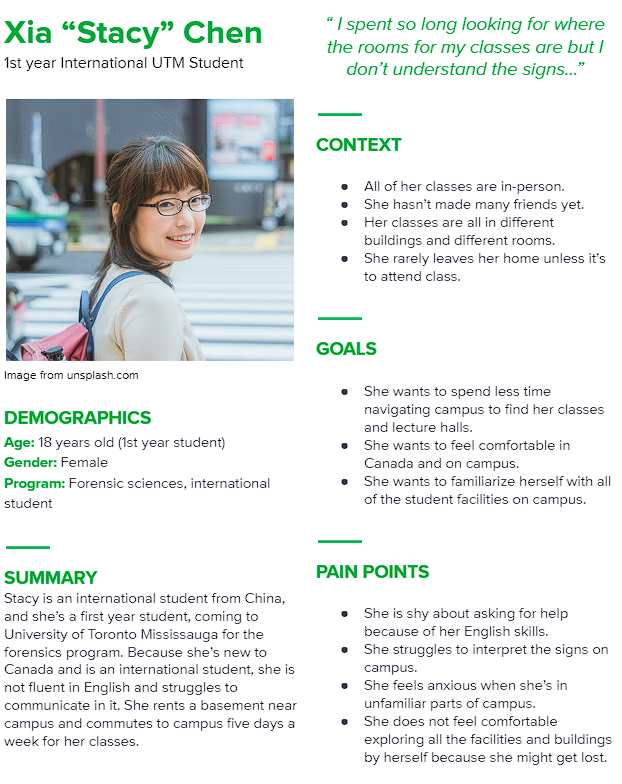 Xia “Stacy” Chen
1st year International UTM Student
Image from unsplash.com
DEMOGRAPHICS
Age: 18 years old (1st year student)
Gender: Female
Program: Forensic sciences, international
student
SUMMARY
Stacy is an international student from China,
and she’s a first year student, coming to
University of Toronto Mississauga for the
forensics program. Because she’s new to
Canada and is an international student, she is
not fluent in English and struggles to
communicate in it. She rents a basement near
campus and commutes to campus five days a
week for her classes.
“ I spent so long looking for where
the rooms for my classes are but I
don’t understand the signs...”
CONTEXT
● All of her classes are in-person.
● She hasn’t made many friends yet.
● Her classes are all in different
buildings and different rooms.
● She rarely leaves her home unless it’s
to attend class.
GOALS
● She wants to spend less time
navigating campus to find her classes
and lecture halls.
● She wants to feel comfortable in
Canada and on campus.
● She wants to familiarize herself with all
of the student facilities on campus.
PAIN POINTS
● She is shy about asking for help
because of her English skills.
● She struggles to interpret the signs on
campus.
● She feels anxious when she’s in
unfamiliar parts of campus.
● She does not feel comfortable
exploring all the facilities and buildings
by herself because she might get lost.